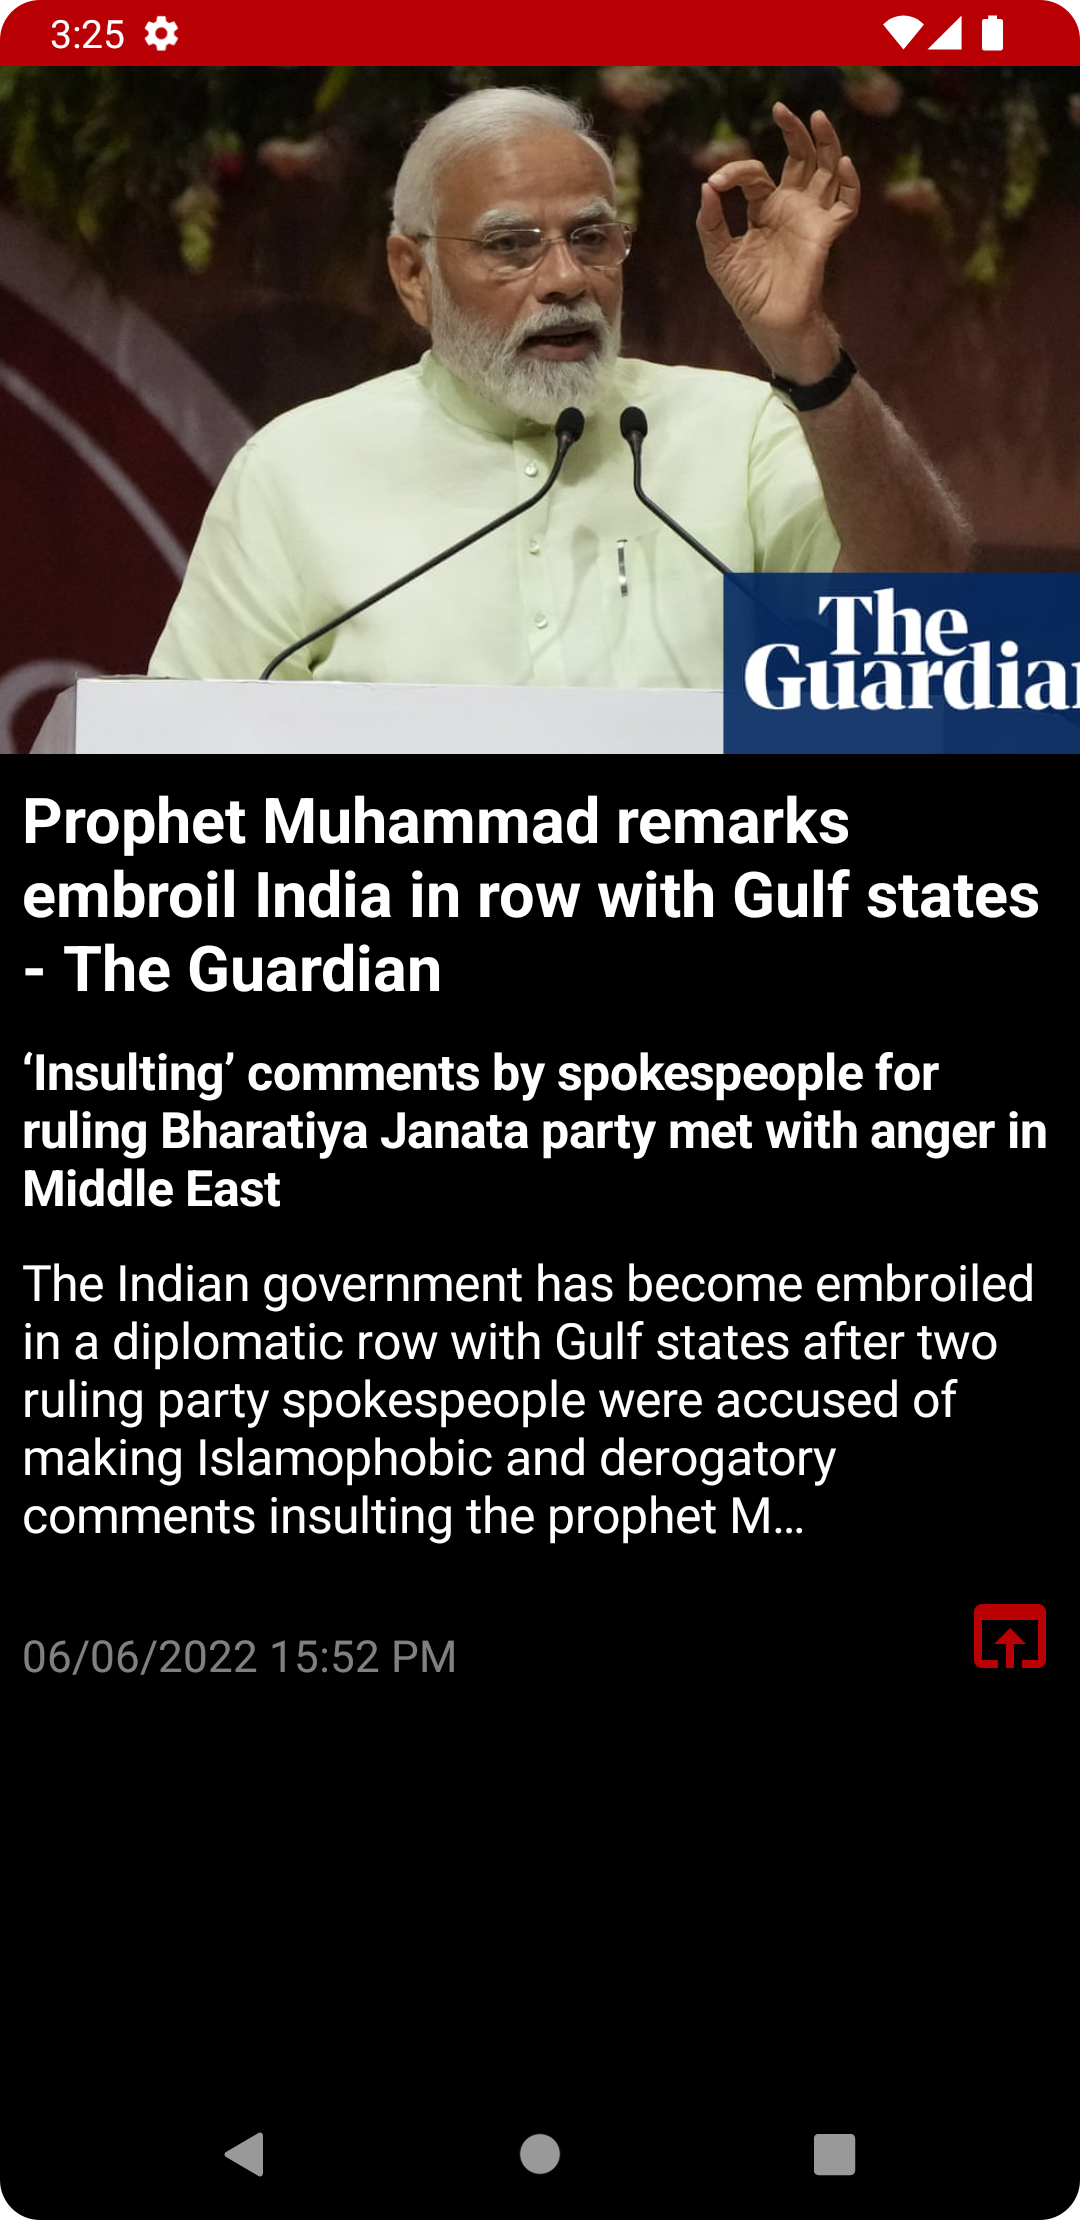 3:25
The
Guardian
Prophet Muhammad remarks
embroil India in row with Gulf states
- The Guardian
‘Insulting’ comments by spokespeople for
ruling Bharatiya Janata party met with anger in
Middle East
The Indian government has become embroiled
in a diplomatic row with Gulf states after two
ruling party spokespeople were accused of
making Islamophobic and derogatory
comments insulting the prophet M…
06/06/2022 15:52 PM